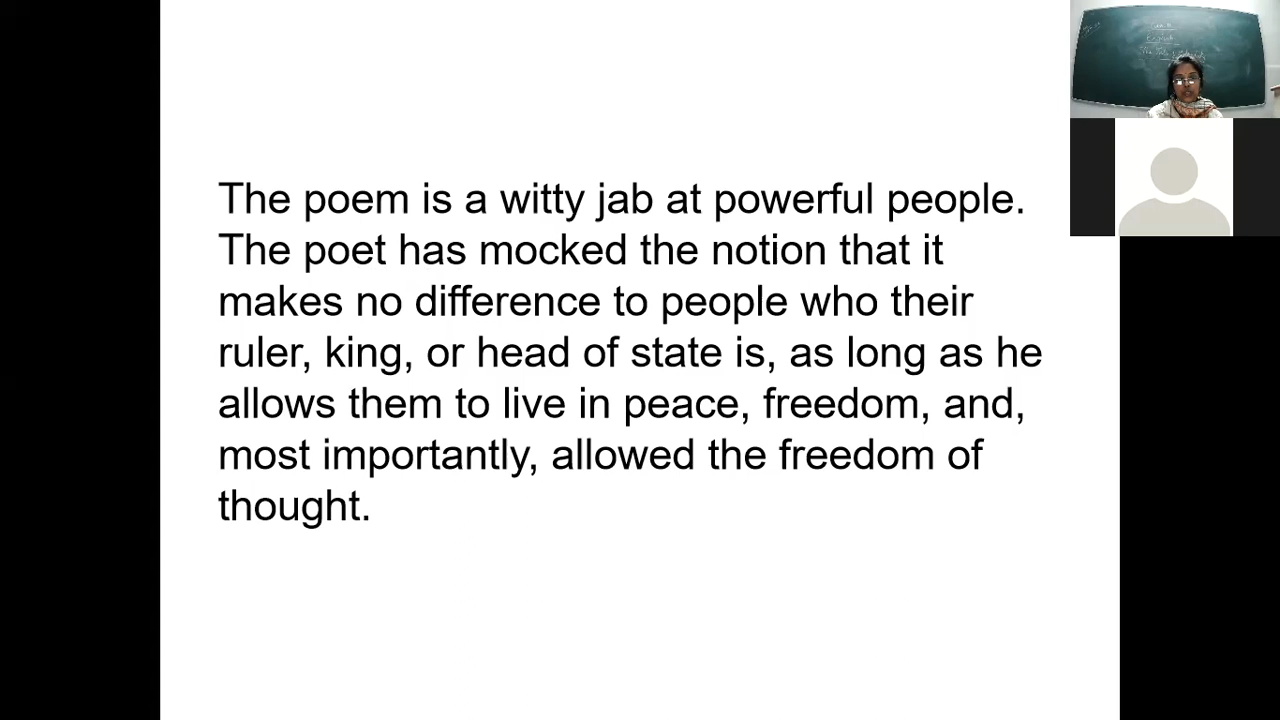 The poem is a witty jab at powerful people.
The poet has mocked the notion that it
makes no difference to people who their
ruler, king, or head of state is, as long as he
allows them to live in peace, freedom, and,
most importantly, allowed the freedom of
thought.